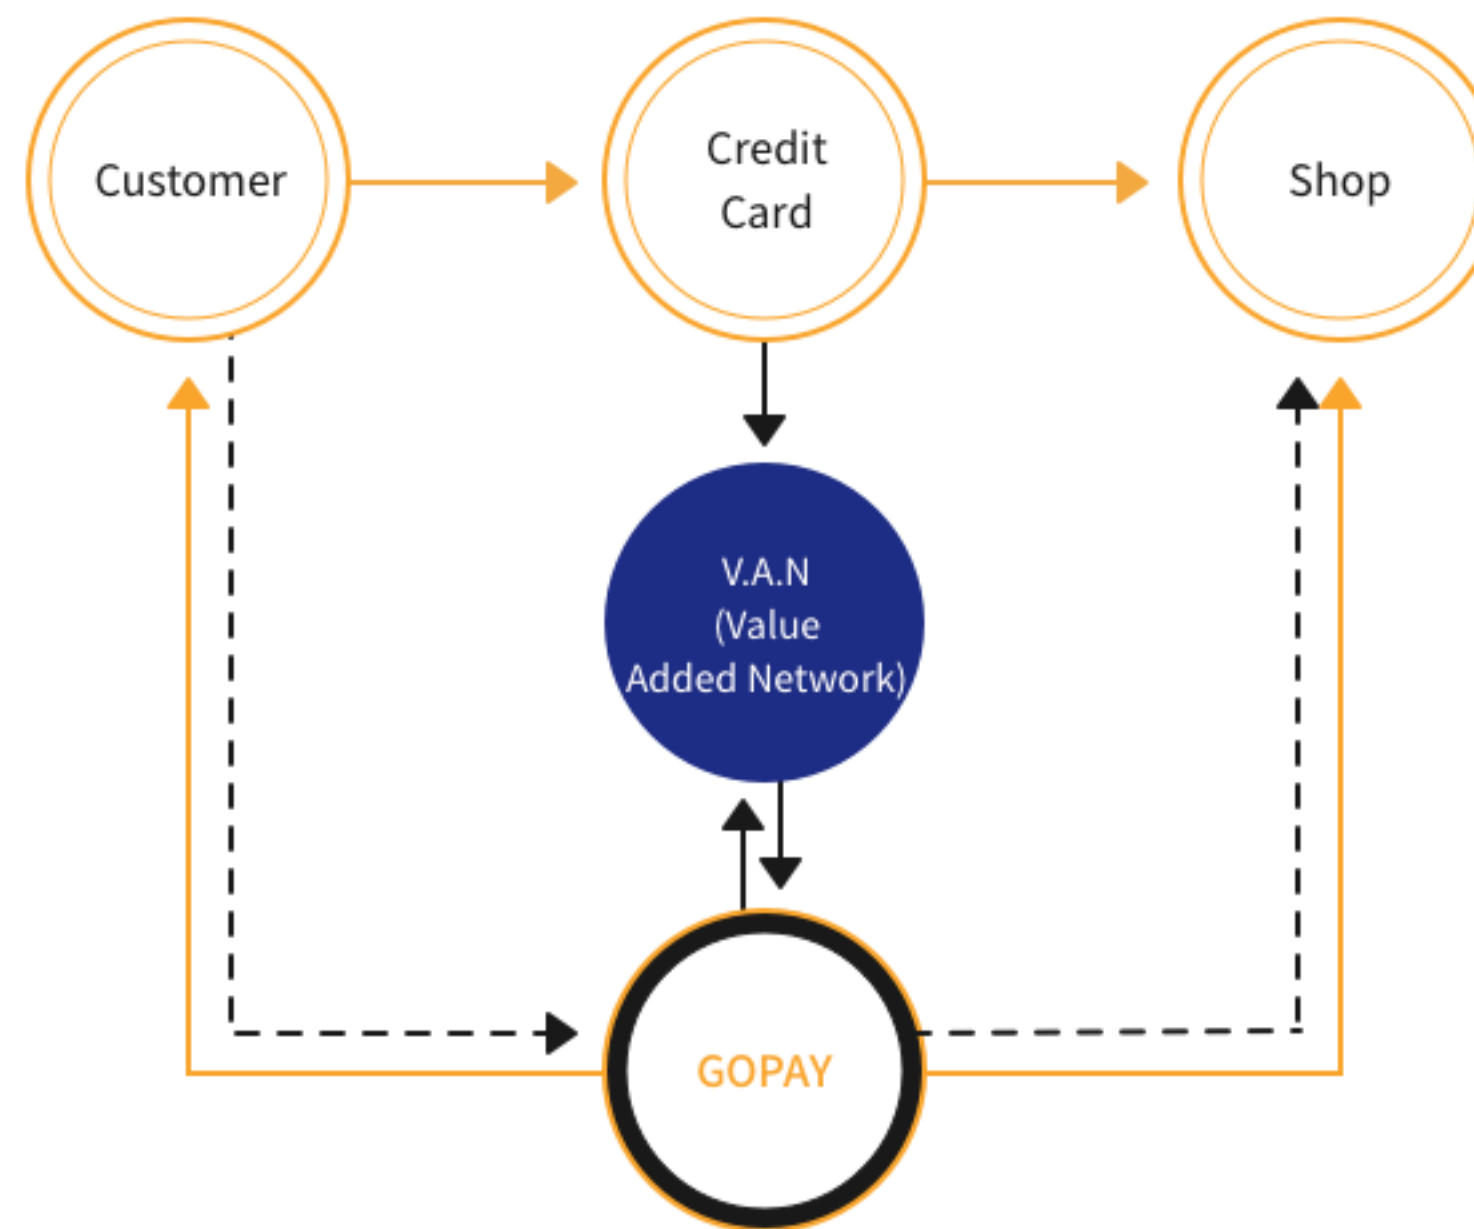 Customer
Credit
Card
Shop
V.A.N
(Value
Added Network)
GOPAY